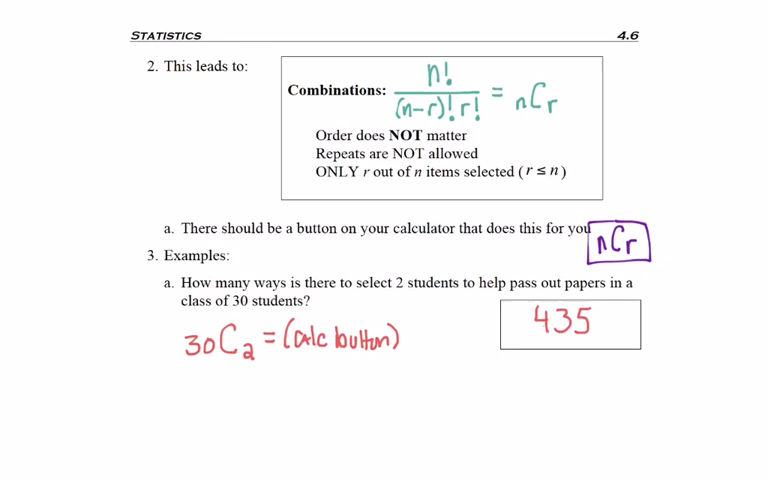 STATISTICS 4.6
2. This leads to:
Combinations: n! / (n-r)! r! = nCr
Order does NOT matter
Repeats are NOT allowed
ONLY r out of n items selected (r ≤ n)
a. There should be a button on your calculator that does this for you
nCr
3. Examples:
a. How many ways is there to select 2 students to help pass out papers in a
class of 30 students?
30C2 = (calc button)
435